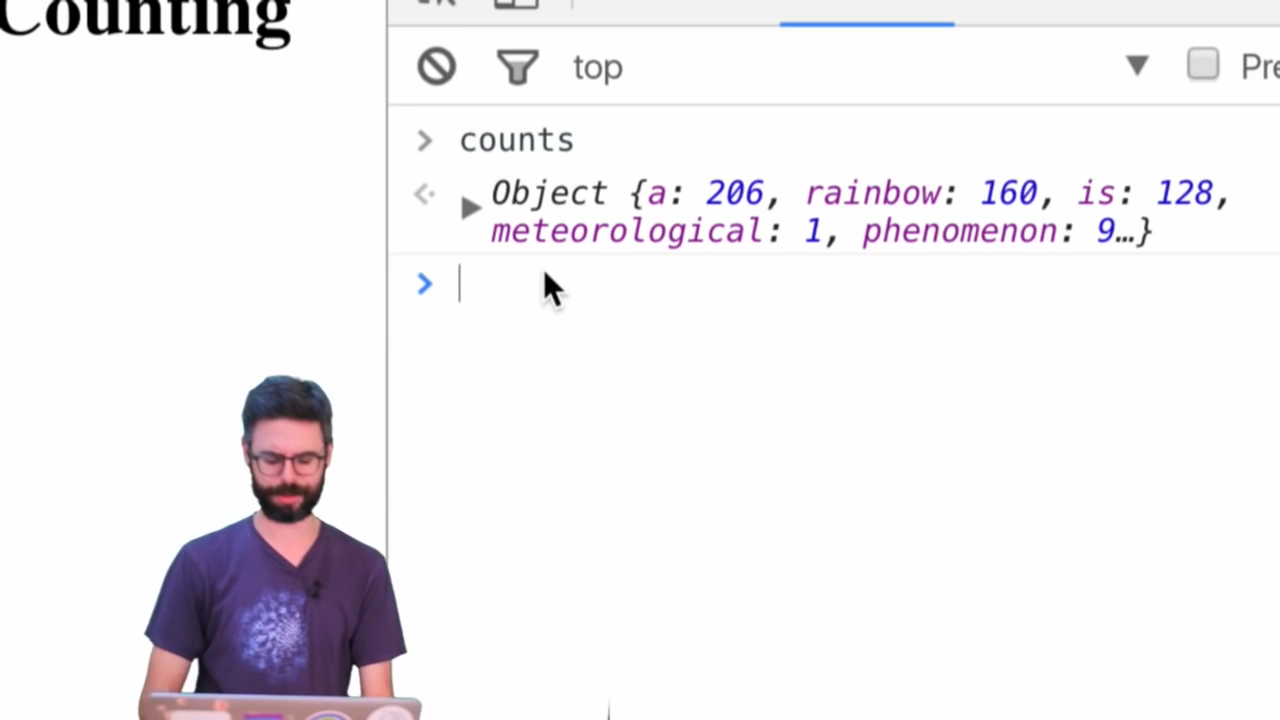 Counting
top
Pre
counts
Object {a: 206, rainbow: 160, is: 128,
meteorological: 1, phenomenon: 9…}